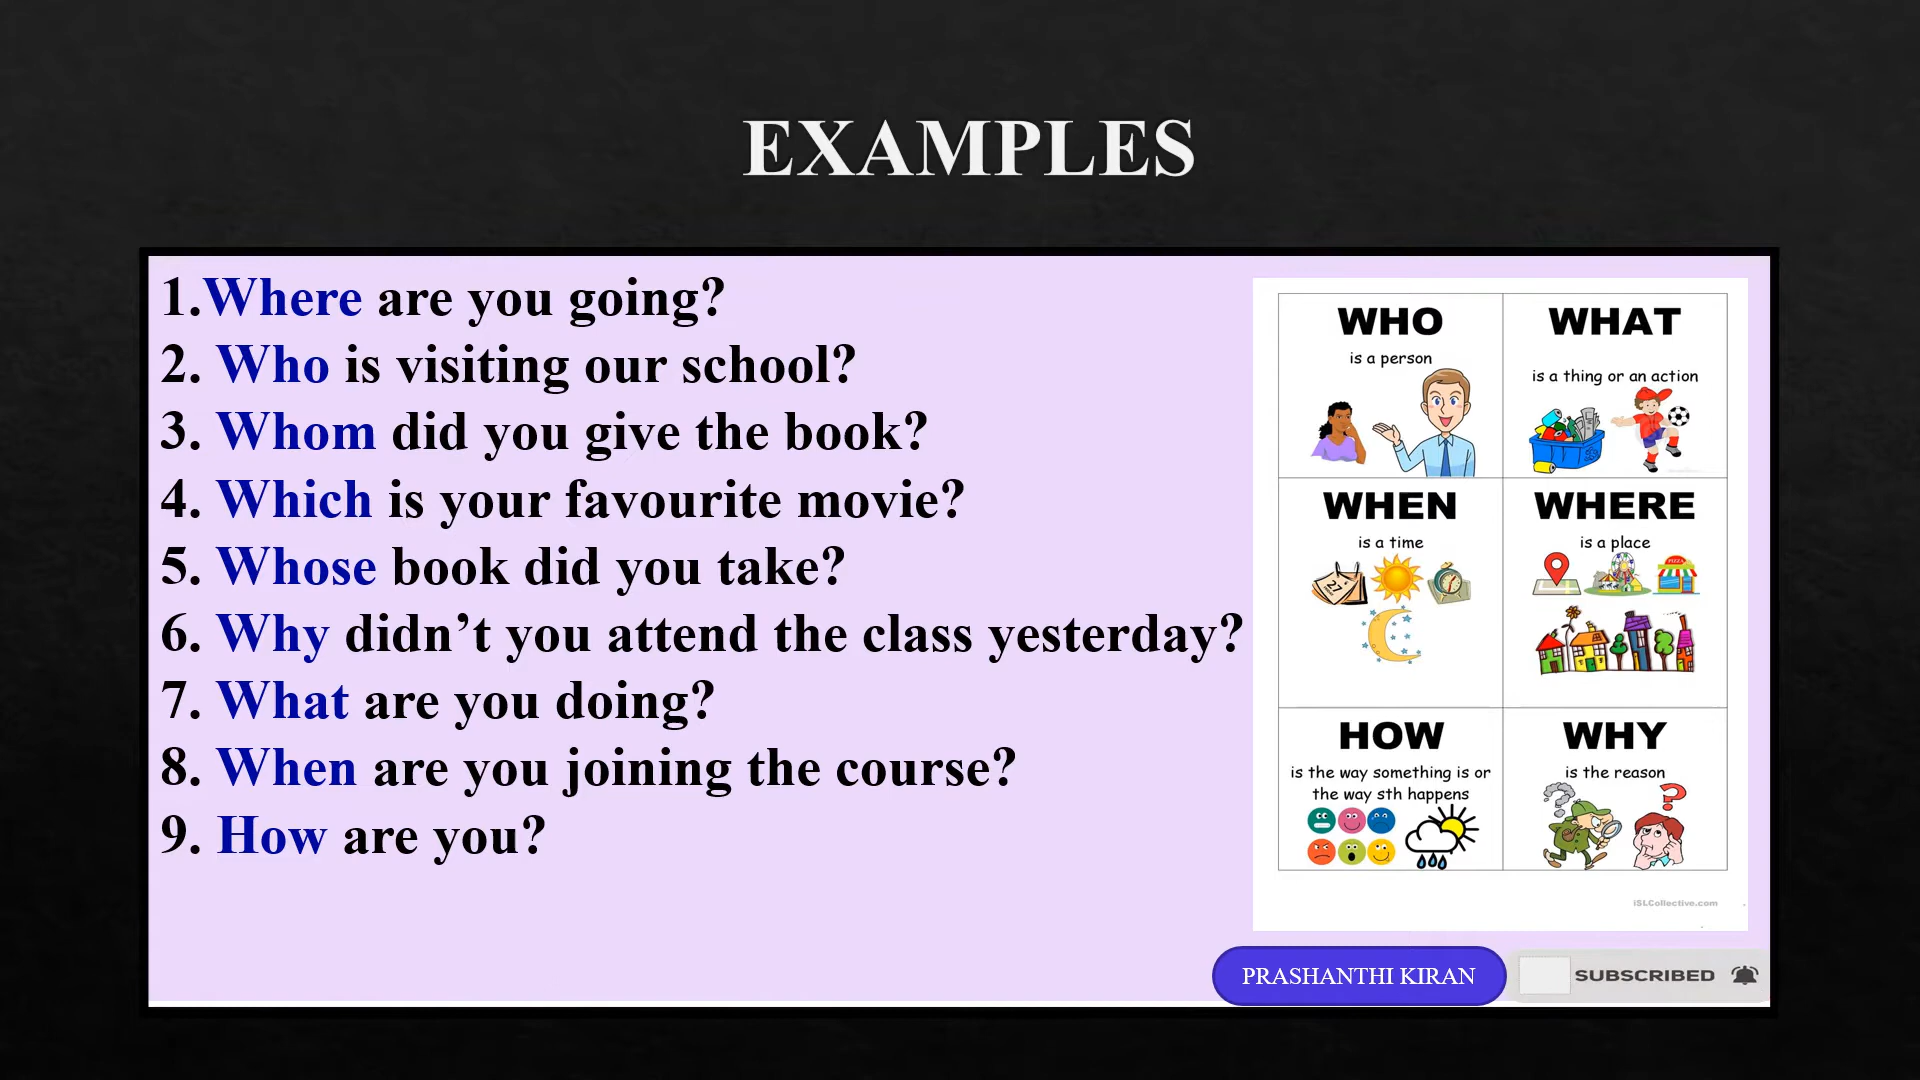 EXAMPLES
1.Where are you going?
2. Who is visiting our school?
3. Whom did you give the book?
4. Which is your favourite movie?
5. Whose book did you take?
6. Why didn’t you attend the class yesterday?
7. What are you doing?
8. When are you joining the course?
9. How are you?
WHO
is a person
WHAT
is a thing or an action
WHEN
is a time
27
WHERE
is a place
PIZZA
HOW
is the way something is or
the way sth happens
WHY
is the reason
iSLCollective.com
PRASHANTHI KIRAN
SUBSCRIBED